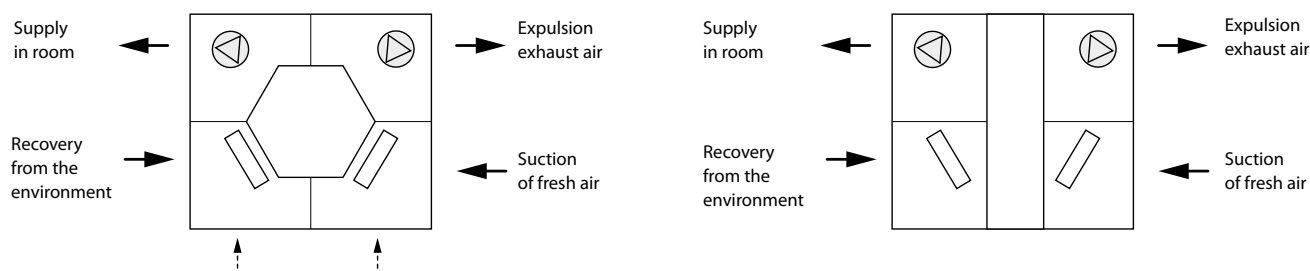 Supply
in room
Expulsion
exhaust air
Recovery
from the
environment
Suction
of fresh air
Supply
in room
Expulsion
exhaust air
Recovery
from the
environment
Suction
of fresh air